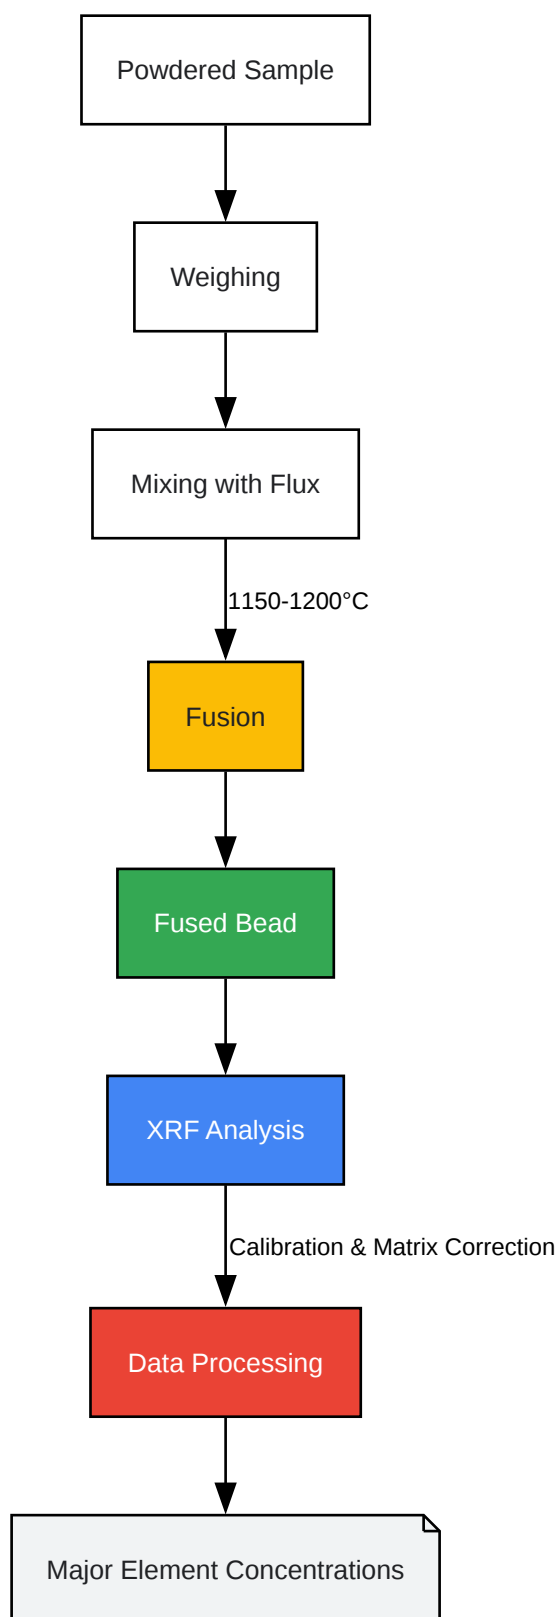 Powdered Sample
Weighing
Mixing with Flux
1150-1200°C
Fusion
Fused Bead
XRF Analysis
Calibration & Matrix Correction
Data Processing
Major Element Concentrations